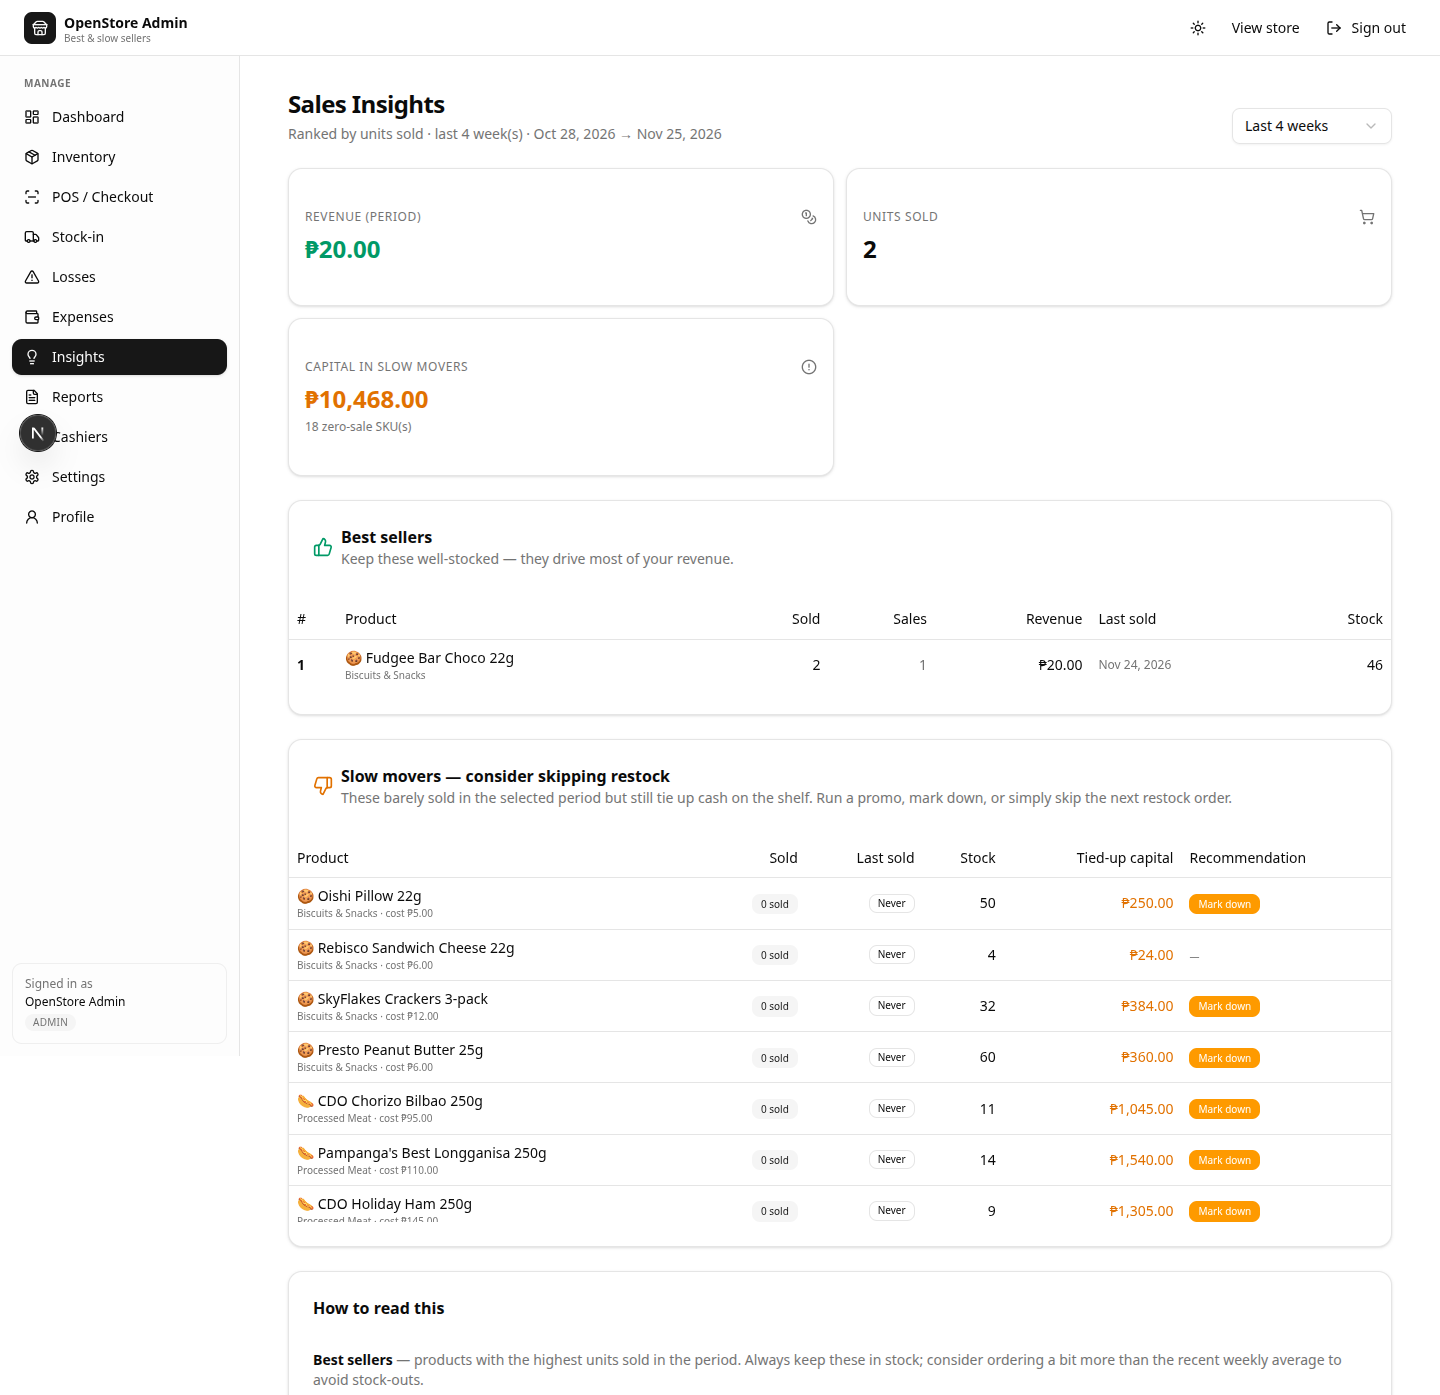 OpenStore Admin
Best & slow sellers
View store
Sign out
MANAGE
Dashboard
Inventory
POS / Checkout
Stock-in
Losses
Expenses
Insights
Reports
N
Cashiers
Settings
Profile
Signed in as
OpenStore Admin
ADMIN
Sales Insights
Ranked by units sold · last 4 week(s) · Oct 28, 2026 → Nov 25, 2026
Last 4 weeks
REVENUE (PERIOD)
₱20.00
UNITS SOLD
2
CAPITAL IN SLOW MOVERS
₱10,468.00
18 zero-sale SKU(s)
Best sellers
Keep these well-stocked — they drive most of your revenue.
# Product Sold Sales Revenue Last sold Stock
1 🍪 Fudgee Bar Choco 22g 2 1 ₱20.00 Nov 24, 2026 46
Biscuits & Snacks
Slow movers — consider skipping restock
These barely sold in the selected period but still tie up cash on the shelf. Run a promo, mark down, or simply skip the next restock order.
Product Sold Last sold Stock Tied-up capital Recommendation
🍪 Oishi Pillow 22g 0 sold Never 50 ₱250.00 Mark down
Biscuits & Snacks · cost ₱5.00
🍪 Rebisco Sandwich Cheese 22g 0 sold Never 4 ₱24.00 —
Biscuits & Snacks · cost ₱6.00
🍪 SkyFlakes Crackers 3-pack 0 sold Never 32 ₱384.00 Mark down
Biscuits & Snacks · cost ₱12.00
🍪 Presto Peanut Butter 25g 0 sold Never 60 ₱360.00 Mark down
Biscuits & Snacks · cost ₱6.00
🌭 CDO Chorizo Bilbao 250g 0 sold Never 11 ₱1,045.00 Mark down
Processed Meat · cost ₱95.00
🌭 Pampanga's Best Longganisa 250g 0 sold Never 14 ₱1,540.00 Mark down
Processed Meat · cost ₱110.00
🌭 CDO Holiday Ham 250g 0 sold Never 9 ₱1,305.00 Mark down
Processed Meat · cost ₱145.00
How to read this
Best sellers — products with the highest units sold in the period. Always keep these in stock; consider ordering a bit more than the recent weekly average to
avoid stock-outs.